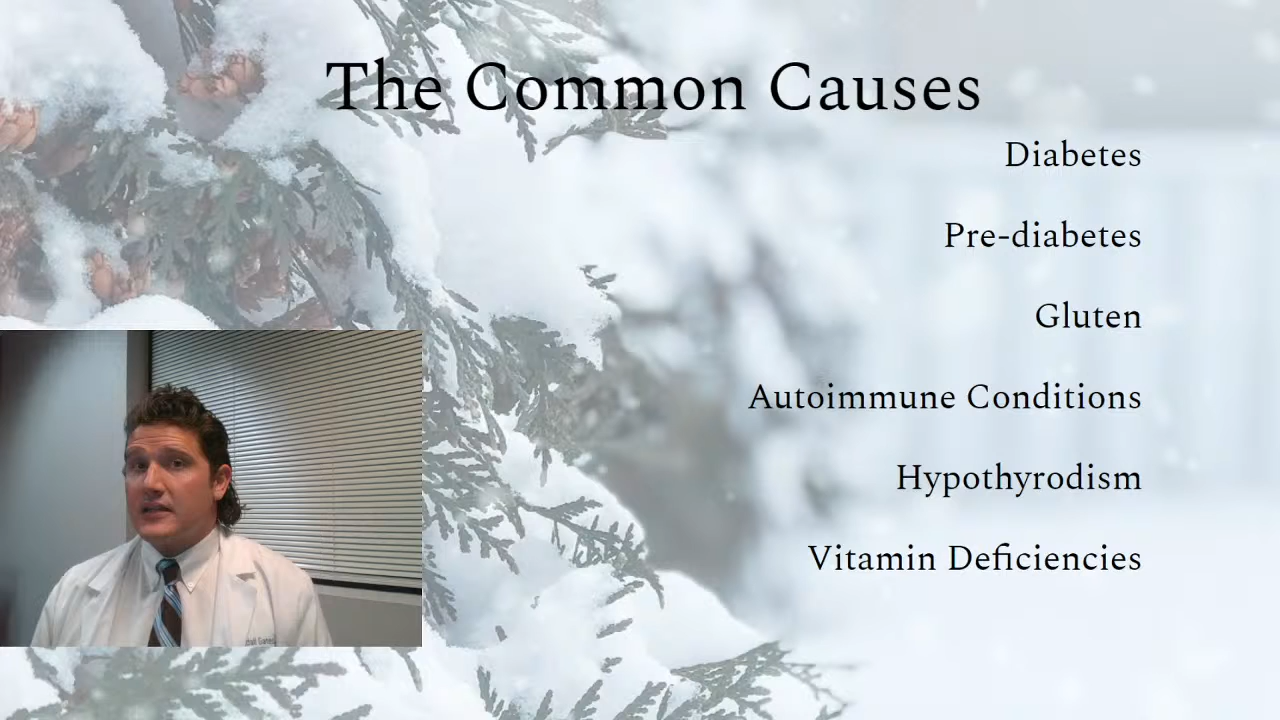 The Common Causes
Diabetes
Pre-diabetes
Gluten
Autoimmune Conditions
Hypothyrodism
Vitamin Deficiencies